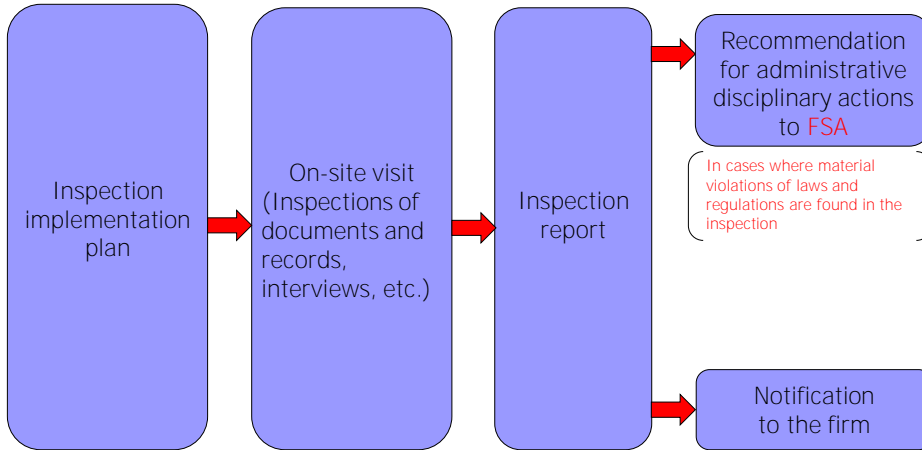 Inspection
implementation
plan
On-site visit
(Inspections of
documents and
records,
interviews, etc.)
Inspection
report
Recommendation
for administrative
disciplinary actions
to FSA
In cases where material
violations of laws and
regulations are found in the
inspection
Notification
to the firm